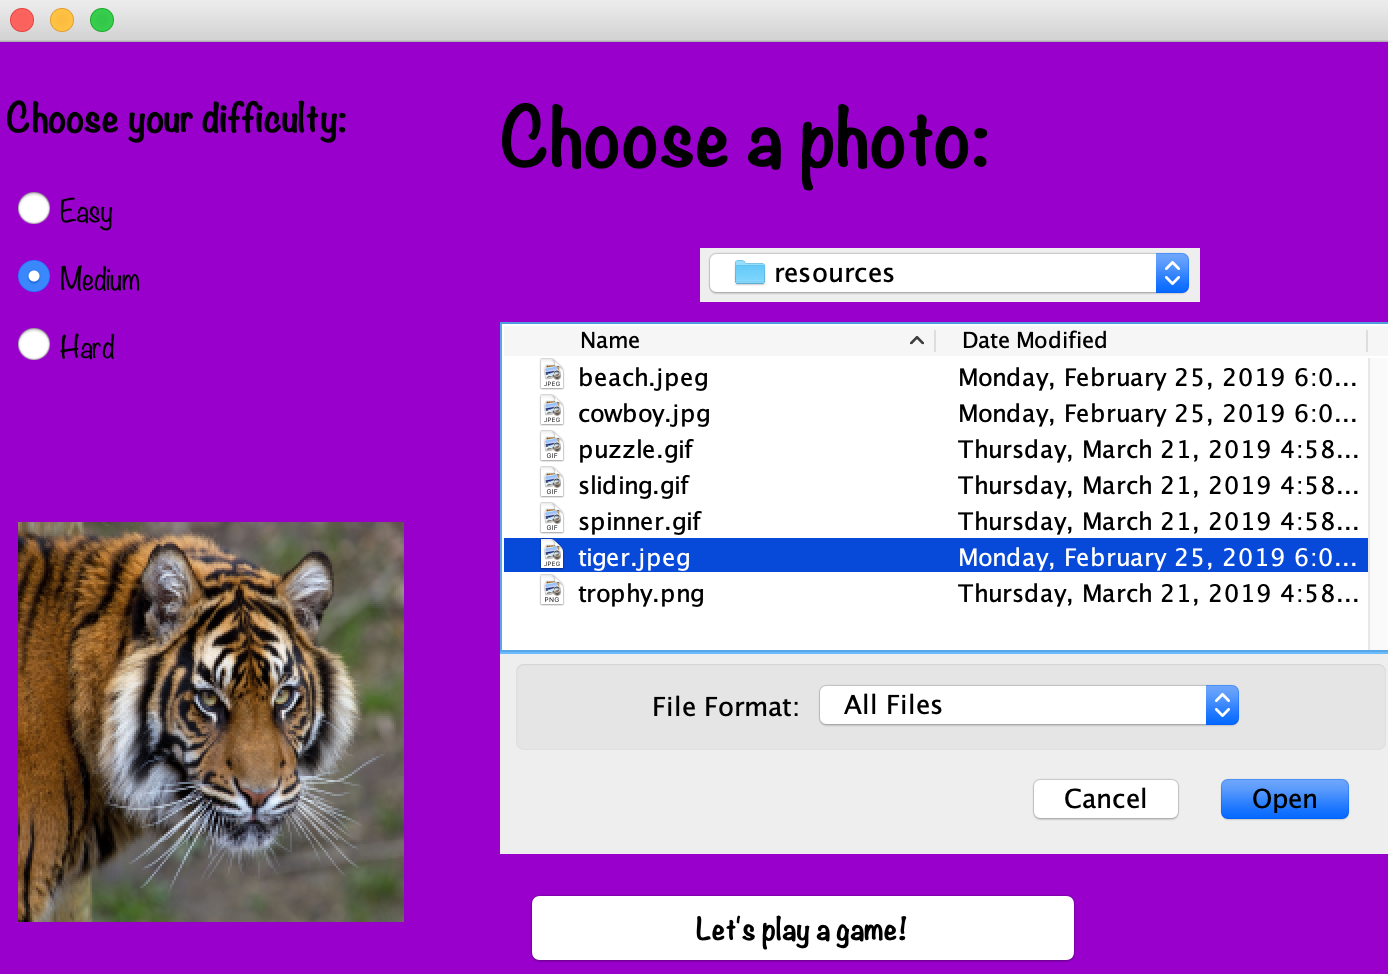 Choose your difficulty:
Easy
Medium
Hard
Choose a photo:
resources
Name Date Modified
beach.jpeg Monday, February 25, 2019 6:0...
cowboy.jpg Monday, February 25, 2019 6:0...
puzzle.gif Thursday, March 21, 2019 4:58...
sliding.gif Thursday, March 21, 2019 4:58...
spinner.gif Thursday, March 21, 2019 4:58...
tiger.jpeg Monday, February 25, 2019 6:0...
trophy.png Thursday, March 21, 2019 4:58...
File Format: All Files
Cancel Open
Let's play a game!